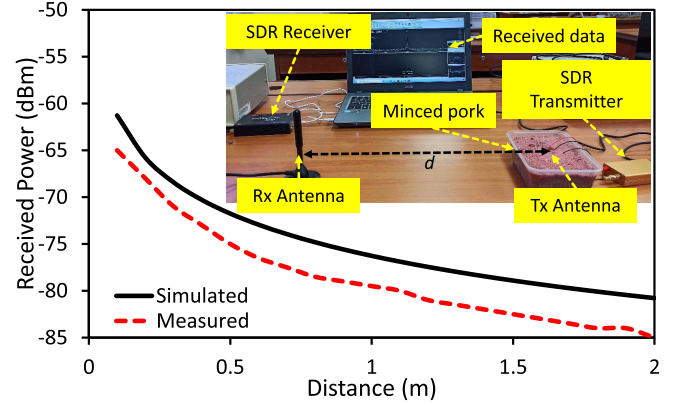 -50
-55
-60
-65
-70
-75
-80
-85
Received Power (dBm)
SDR Receiver
Received data
SDR
Transmitter
Minced pork
d
Rx Antenna
Tx Antenna
Simulated
Measured
0
0.5
1
1.5
2
Distance (m)